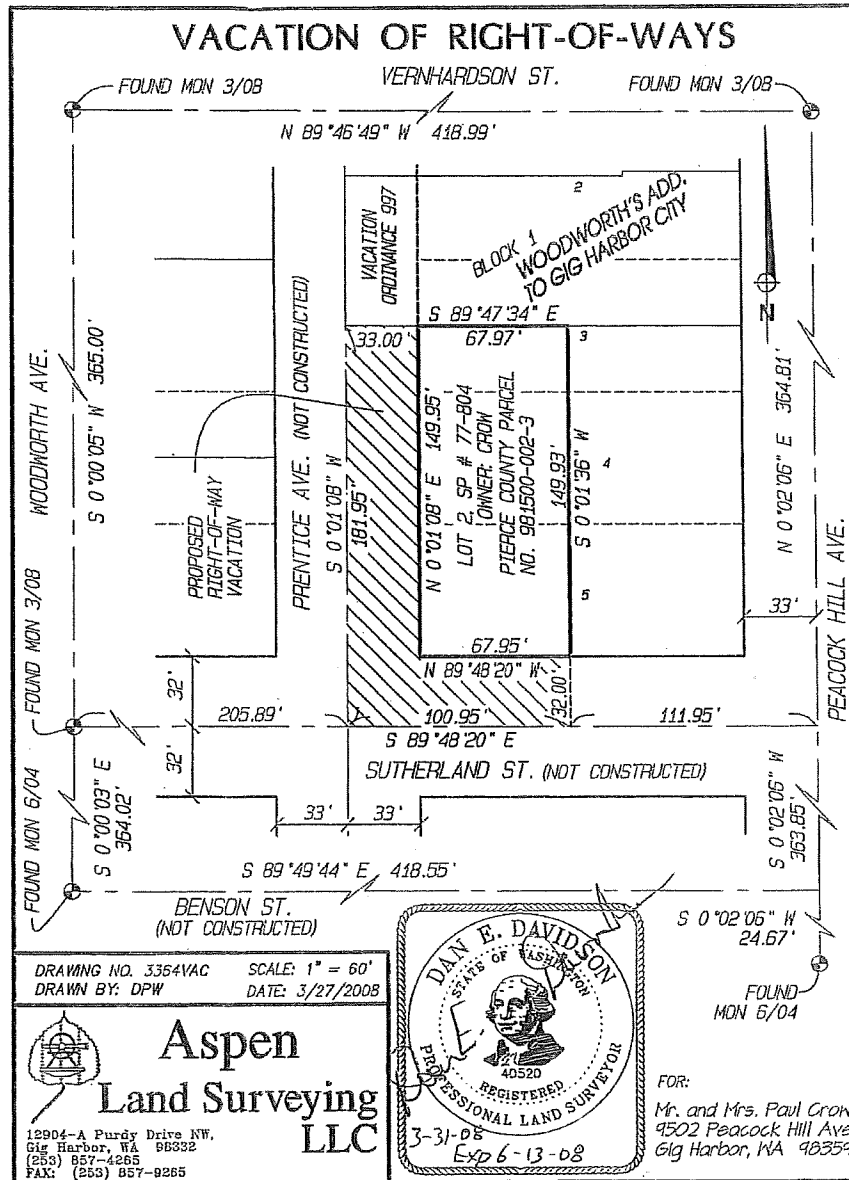 VACATION OF RIGHT-OF-WAYS
VERNHARDSON ST.
FOUND MON 3/08
FOUND MON 3/08
N 89°46'49" W 418.99'
VACATION
ORDINANCE 997
2
BLOCK 1
WOODWORTH'S ADD.
TO GIG HARBOR CITY
N
S 89°47'34" E
33.00'
67.97'
3
WOODWORTH AVE.
S 0°00'05" W 365.00'
PROPOSED
RIGHT-OF-WAY
VACATION
PRENTICE AVE. (NOT CONSTRUCTED)
S 0°01'08" W
181.95'
N 0°01'08" E 149.95'
LOT 2, SP # 77-804
OWNER: CROW
PIERCE COUNTY PARCEL
NO. 981500-002-3
149.93'
S 0°01'36" W
4
5
N 0°02'06" E 364.81'
PEACOCK HILL AVE.
33'
67.95'
N 89°48'20" W
32.00'
FOUND MON 3/08
32'
32'
205.89'
100.95'
111.95'
S 89°48'20" E
SUTHERLAND ST. (NOT CONSTRUCTED)
33'
33'
FOUND MON 6/04
S 0°00'03" E
364.02'
S 0°02'06" W
363.85'
S 89°49'44" E 418.55'
BENSON ST.
(NOT CONSTRUCTED)
S 0°02'06" W
24.67'
FOUND
MON 6/04
DRAWING NO. 3364VAC SCALE: 1" = 60'
DRAWN BY: DPW DATE: 3/27/2008
Aspen
Land Surveying
LLC
12904-A Purdy Drive NW,
Gig Harbor, WA 98332
(253) 857-4265
FAX: (253) 857-9265
DAN E. DAVIDSON
STATE OF WASHINGTON
40520
REGISTERED
PROFESSIONAL LAND SURVEYOR
3-31-08
Exp 6-13-08
FOR:
Mr. and Mrs. Paul Crow
9502 Peacock Hill Ave
Gig Harbor, WA 98359